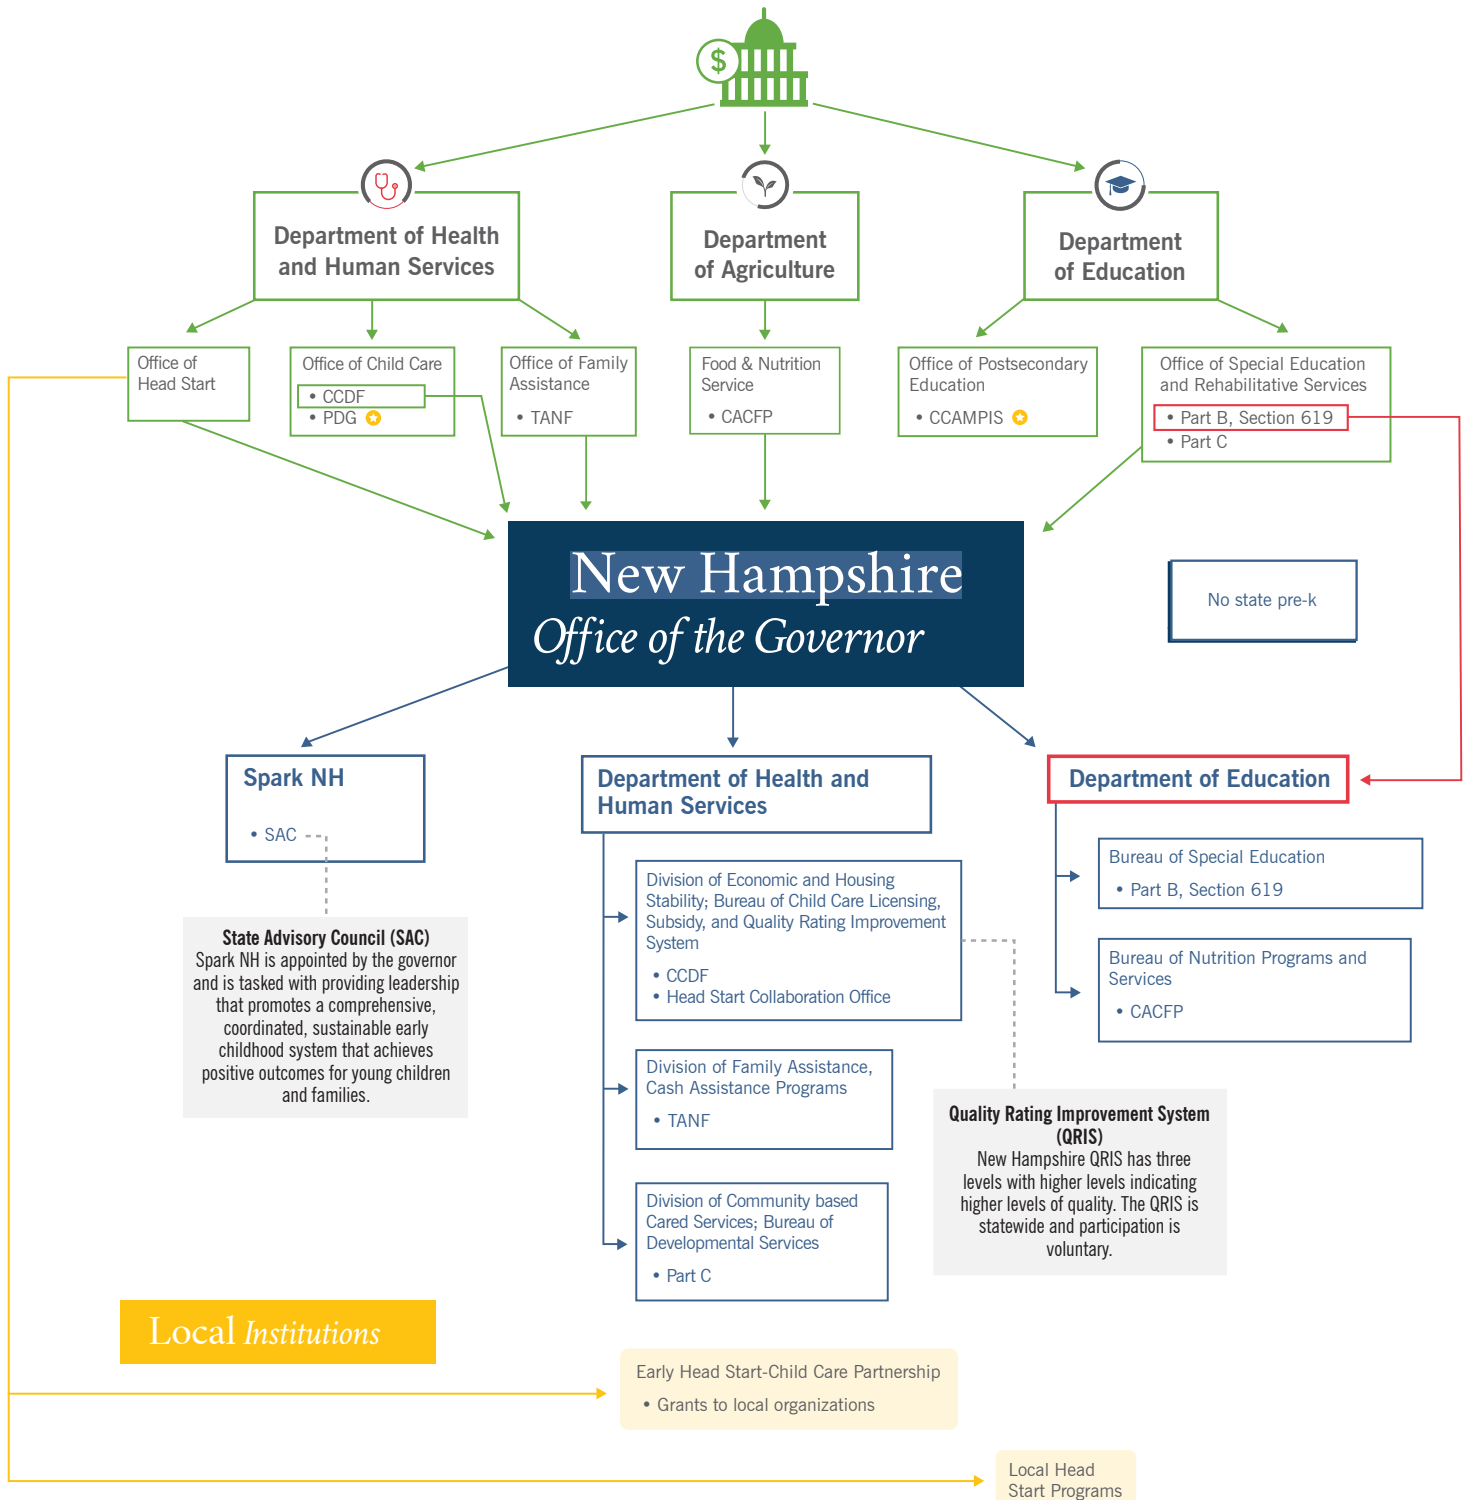 $
Department of Health
and Human Services
Department
of Agriculture
Department
of Education
Office of
Head Start
Office of Child Care
• CCDF
• PDG
Office of Family
Assistance
• TANF
Food & Nutrition
Service
• CACFP
Office of Postsecondary
Education
• CCAMPIS
Office of Special Education
and Rehabilitative Services
• Part B, Section 619
• Part C
New Hampshire
Office of the Governor
No state pre-k
Spark NH
• SAC
State Advisory Council (SAC)
Spark NH is appointed by the governor
and is tasked with providing leadership
that promotes a comprehensive,
coordinated, sustainable early
childhood system that achieves
positive outcomes for young children
and families.
Department of Health and
Human Services
Division of Economic and Housing
Stability; Bureau of Child Care Licensing,
Subsidy, and Quality Rating Improvement
System
• CCDF
• Head Start Collaboration Office
Division of Family Assistance,
Cash Assistance Programs
• TANF
Division of Community based
Cared Services; Bureau of
Developmental Services
• Part C
Department of Education
Bureau of Special Education
• Part B, Section 619
Bureau of Nutrition Programs and
Services
• CACFP
Quality Rating Improvement System
(QRIS)
New Hampshire QRIS has three
levels with higher levels indicating
higher levels of quality. The QRIS is
statewide and participation is
voluntary.
Local Institutions
Early Head Start-Child Care Partnership
• Grants to local organizations
Local Head
Start Programs